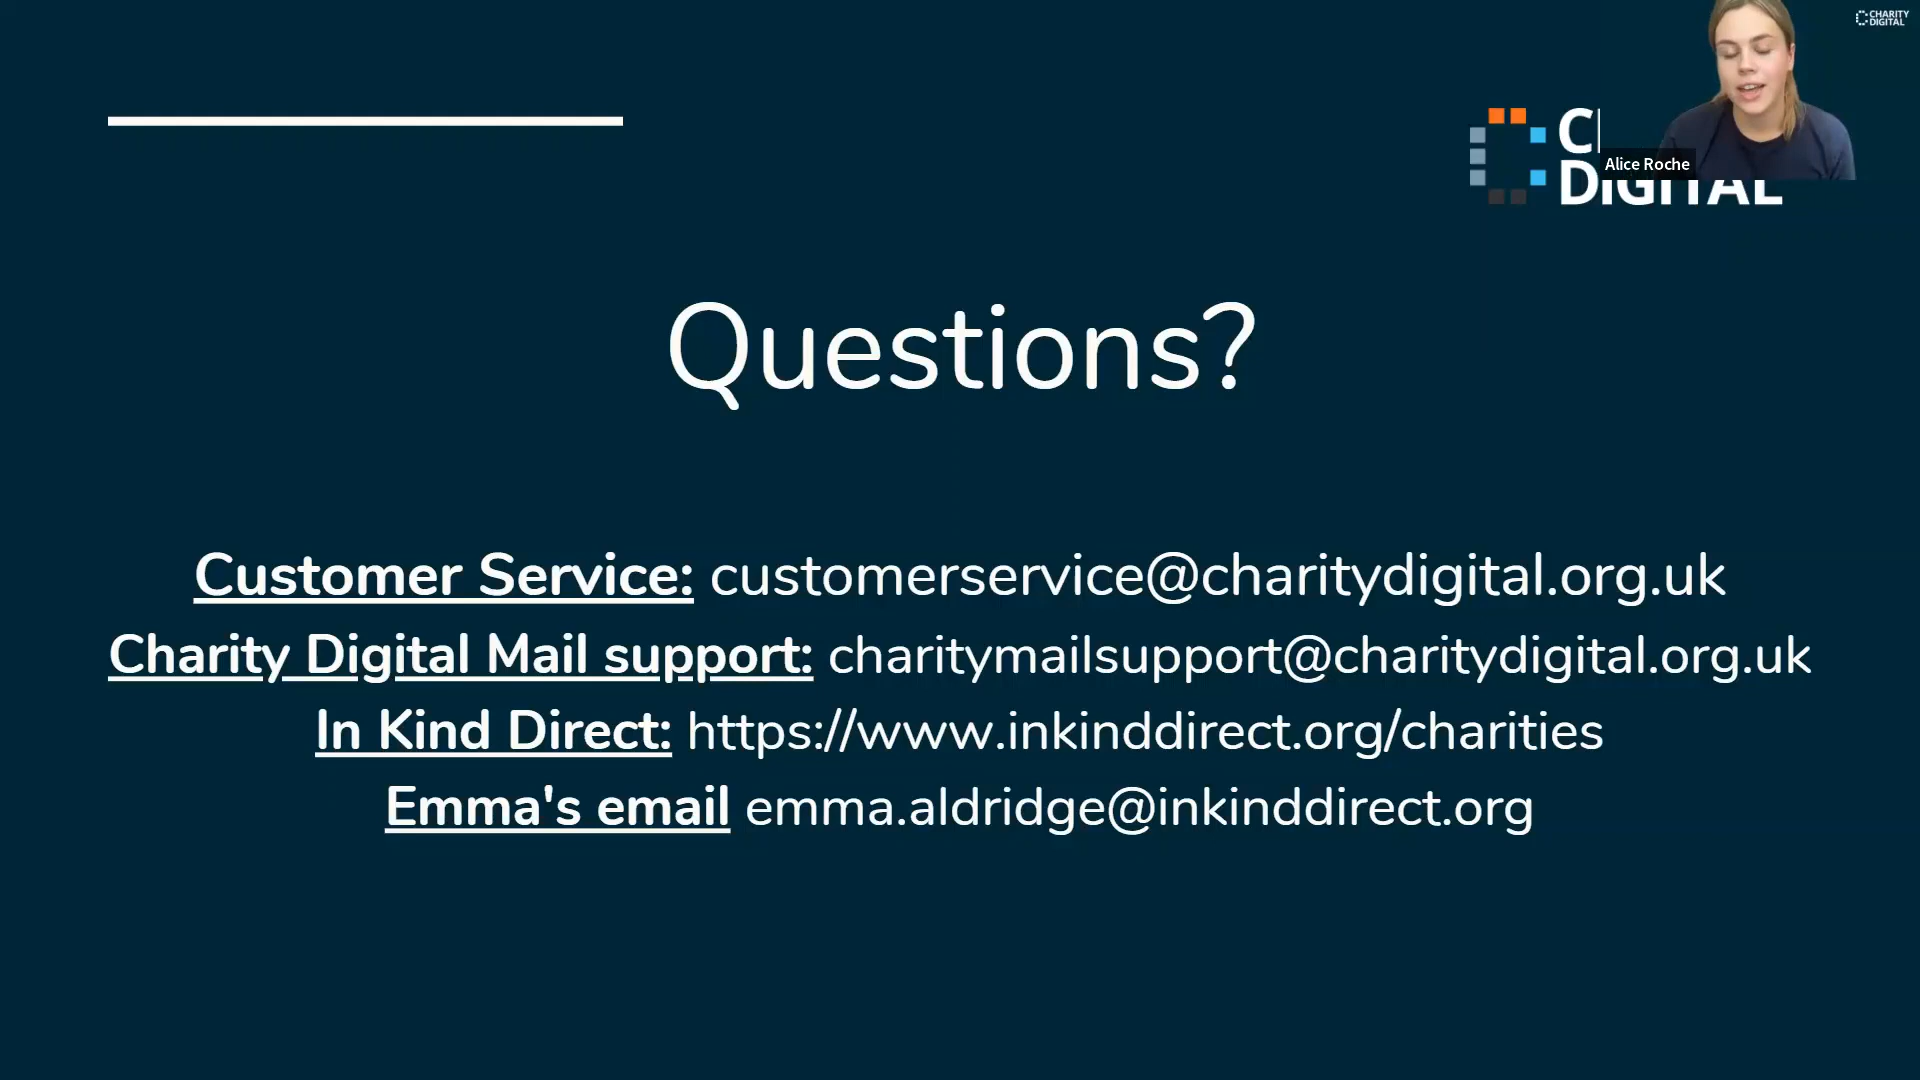 CHARITY
DIGITAL
C
DIGITAL
Alice Roche
Questions?
Customer Service: customerservice@charitydigital.org.uk
Charity Digital Mail support: charitymailsupport@charitydigital.org.uk
In Kind Direct: https://www.inkinddirect.org/charities
Emma's email emma.aldridge@inkinddirect.org